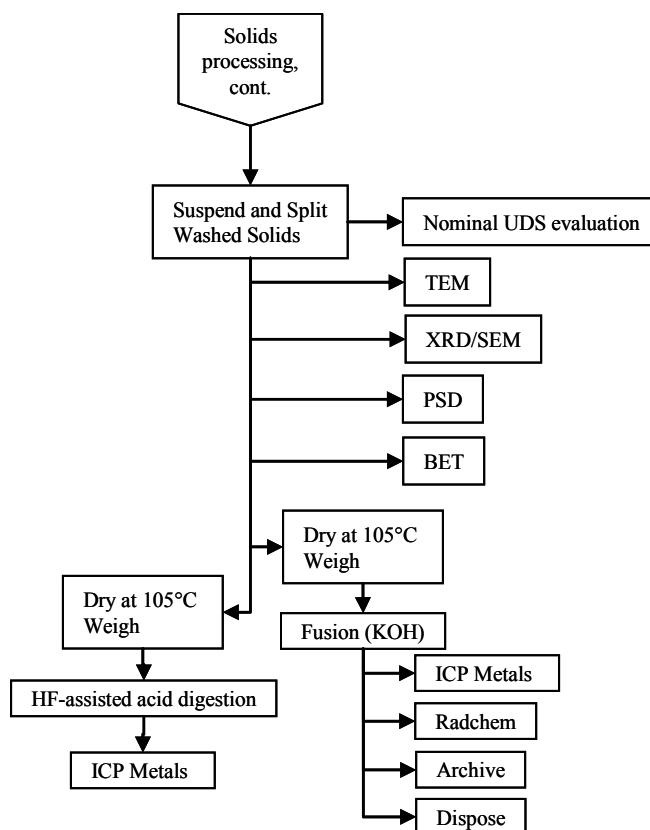 Solids
processing,
cont.
Suspend and Split
Washed Solids
Nominal UDS evaluation
TEM
XRD/SEM
PSD
BET
Dry at 105°C
Weigh
Dry at 105°C
Weigh
Fusion (KOH)
HF-assisted acid digestion
ICP Metals
ICP Metals
Radchem
Archive
Dispose